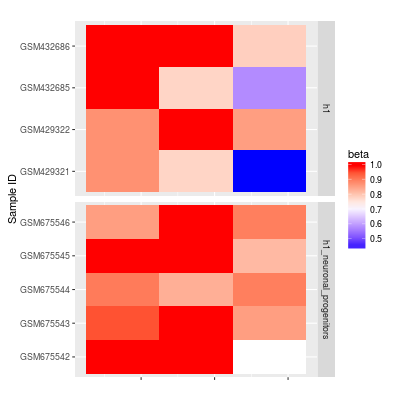 GSM432686
GSM432685
GSM429322
GSM429321
h1
GSM675546
GSM675545
GSM675544
GSM675543
GSM675542
h1_neuronal_progenitors
Sample ID
beta
1.0
0.9
0.8
0.7
0.6
0.5